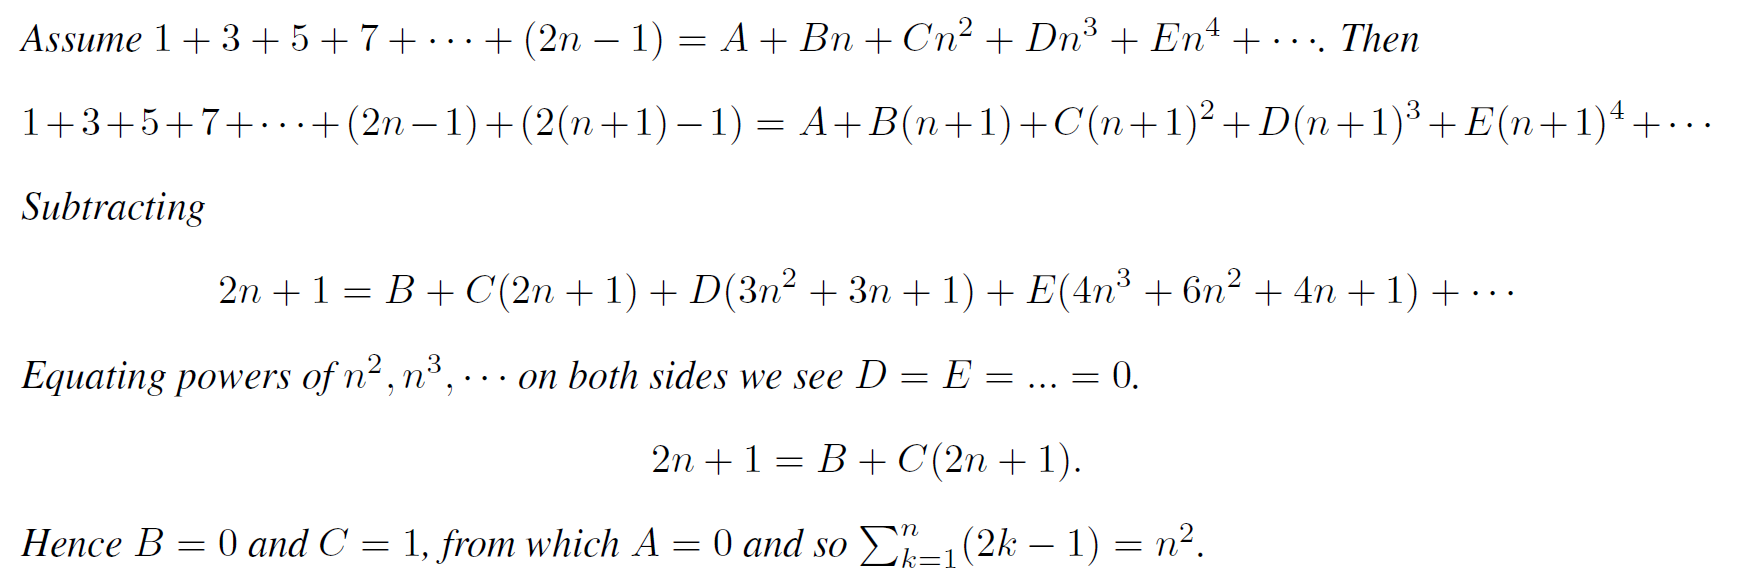 Assume 1 + 3 + 5 + 7 + ··· + (2n − 1) = A + Bn + Cn² + Dn³ + En⁴ + ···. Then
1+3+5+7+···+(2n−1)+(2(n+1)−1) = A+B(n+1)+C(n+1)²+D(n+1)³+E(n+1)⁴+···
Subtracting
2n + 1 = B + C(2n + 1) + D(3n² + 3n + 1) + E(4n³ + 6n² + 4n + 1) + ···
Equating powers of n², n³, ··· on both sides we see D = E = ... = 0.
2n + 1 = B + C(2n + 1).
Hence B = 0 and C = 1, from which A = 0 and so ∑ⁿₖ₌₁(2k − 1) = n².